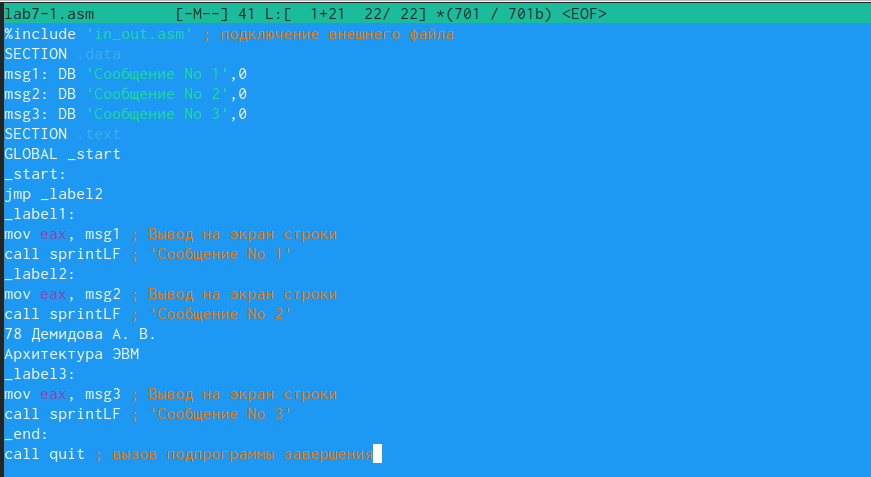 lab7-1.asm [-M--] 41 L:[ 1+21 22/ 22] *(701 / 701b) <EOF>
%include 'in_out.asm' ; подключение внешнего файла
SECTION .data
msg1: DB 'Сообщение No 1',0
msg2: DB 'Сообщение No 2',0
msg3: DB 'Сообщение No 3',0
SECTION .text
GLOBAL _start
_start:
jmp _label2
_label1:
mov eax, msg1 ; Вывод на экран строки
call sprintLF ; 'Сообщение No 1'
_label2:
mov eax, msg2 ; Вывод на экран строки
call sprintLF ; 'Сообщение No 2'
78 Демидова А. В.
Архитектура ЭВМ
_label3:
mov eax, msg3 ; Вывод на экран строки
call sprintLF ; 'Сообщение No 3'
_end:
call quit ; вызов подпрограммы завершения